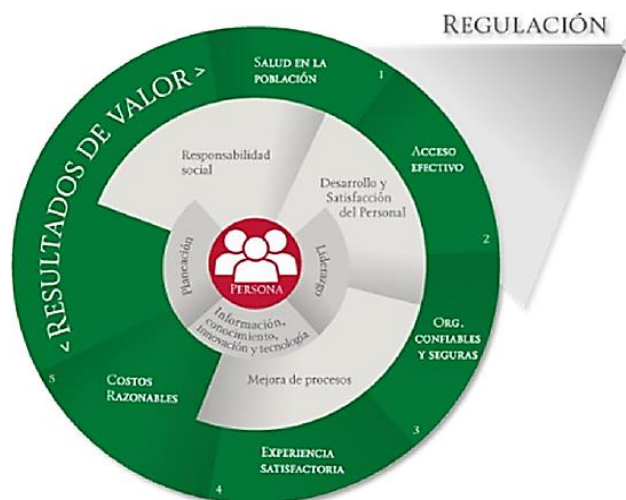 REGULACIÓN
< RESULTADOS DE VALOR >
SALUD EN LA
POBLACIÓN
1
ACCESO
EFECTIVO
2
ORG.
CONFIABLES
Y SEGURAS
3
EXPERIENCIA
SATISFACTORIA
4
COSTOS
RAZONABLES
5
Responsabilidad
social
Desarrollo y
Satisfacción
del Personal
Mejora de procesos
Planeación
Liderazgo
Información,
conocimiento,
innovación y tecnología
PERSONA